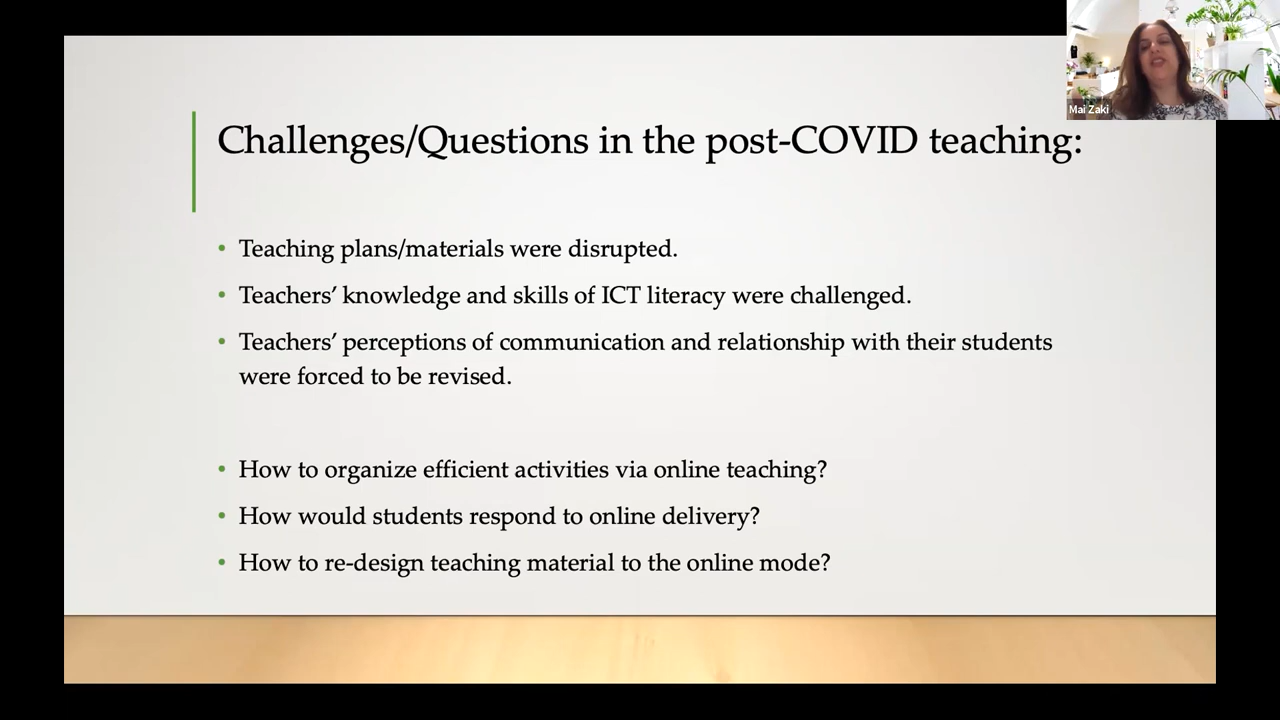 Mai Zaki
Challenges/Questions in the post-COVID teaching:
• Teaching plans/materials were disrupted.
• Teachers’ knowledge and skills of ICT literacy were challenged.
• Teachers’ perceptions of communication and relationship with their students
were forced to be revised.
• How to organize efficient activities via online teaching?
• How would students respond to online delivery?
• How to re-design teaching material to the online mode?